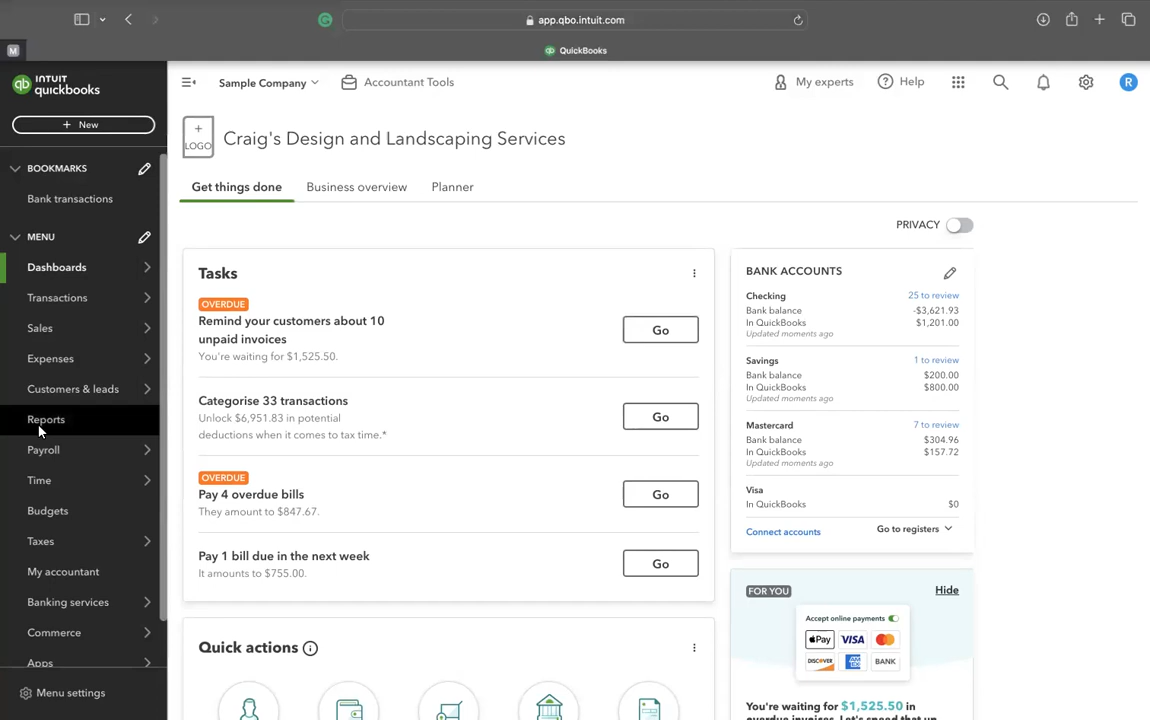 app.qbo.intuit.com
M
QuickBooks
INTUIT
quickbooks
+ New
BOOKMARKS
Bank transactions
MENU
Dashboards
Transactions
Sales
Expenses
Customers & leads
Reports
Payroll
Time
Budgets
Taxes
My accountant
Banking services
Commerce
Apps
Menu settings
Sample Company
Accountant Tools
My experts
Help
R
+
LOGO
Craig's Design and Landscaping Services
Get things done
Business overview
Planner
PRIVACY
Tasks
OVERDUE
Remind your customers about 10
unpaid invoices
You're waiting for $1,525.50.
Go
Categorise 33 transactions
Unlock $6,951.83 in potential
deductions when it comes to tax time.*
Go
OVERDUE
Pay 4 overdue bills
They amount to $847.67.
Go
Pay 1 bill due in the next week
It amounts to $755.00.
Go
Quick actions
BANK ACCOUNTS
Checking 25 to review
Bank balance -$3,621.93
In QuickBooks $1,201.00
Updated moments ago
Savings 1 to review
Bank balance $200.00
In QuickBooks $800.00
Updated moments ago
Mastercard 7 to review
Bank balance $304.96
In QuickBooks $157.72
Updated moments ago
Visa
In QuickBooks $0
Connect accounts Go to registers
FOR YOU Hide
Accept online payments
Pay VISA
DISCOVER BANK
You're waiting for $1,525.50 in
overdue invoices. Let's speed that up